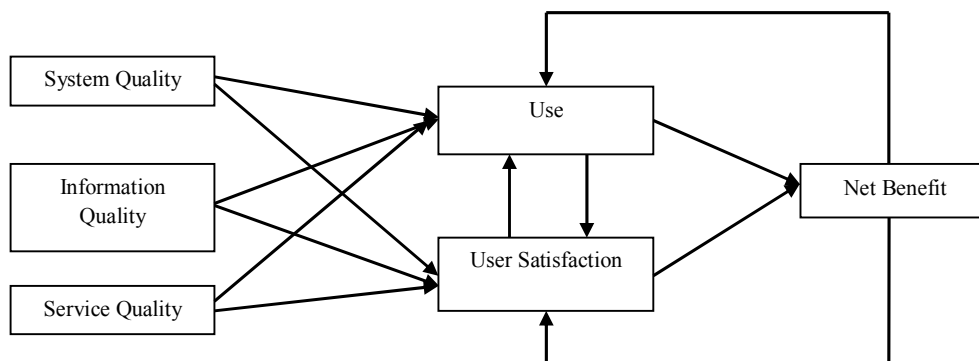 System Quality
Use
Information
Quality
Net Benefit
User Satisfaction
Service Quality